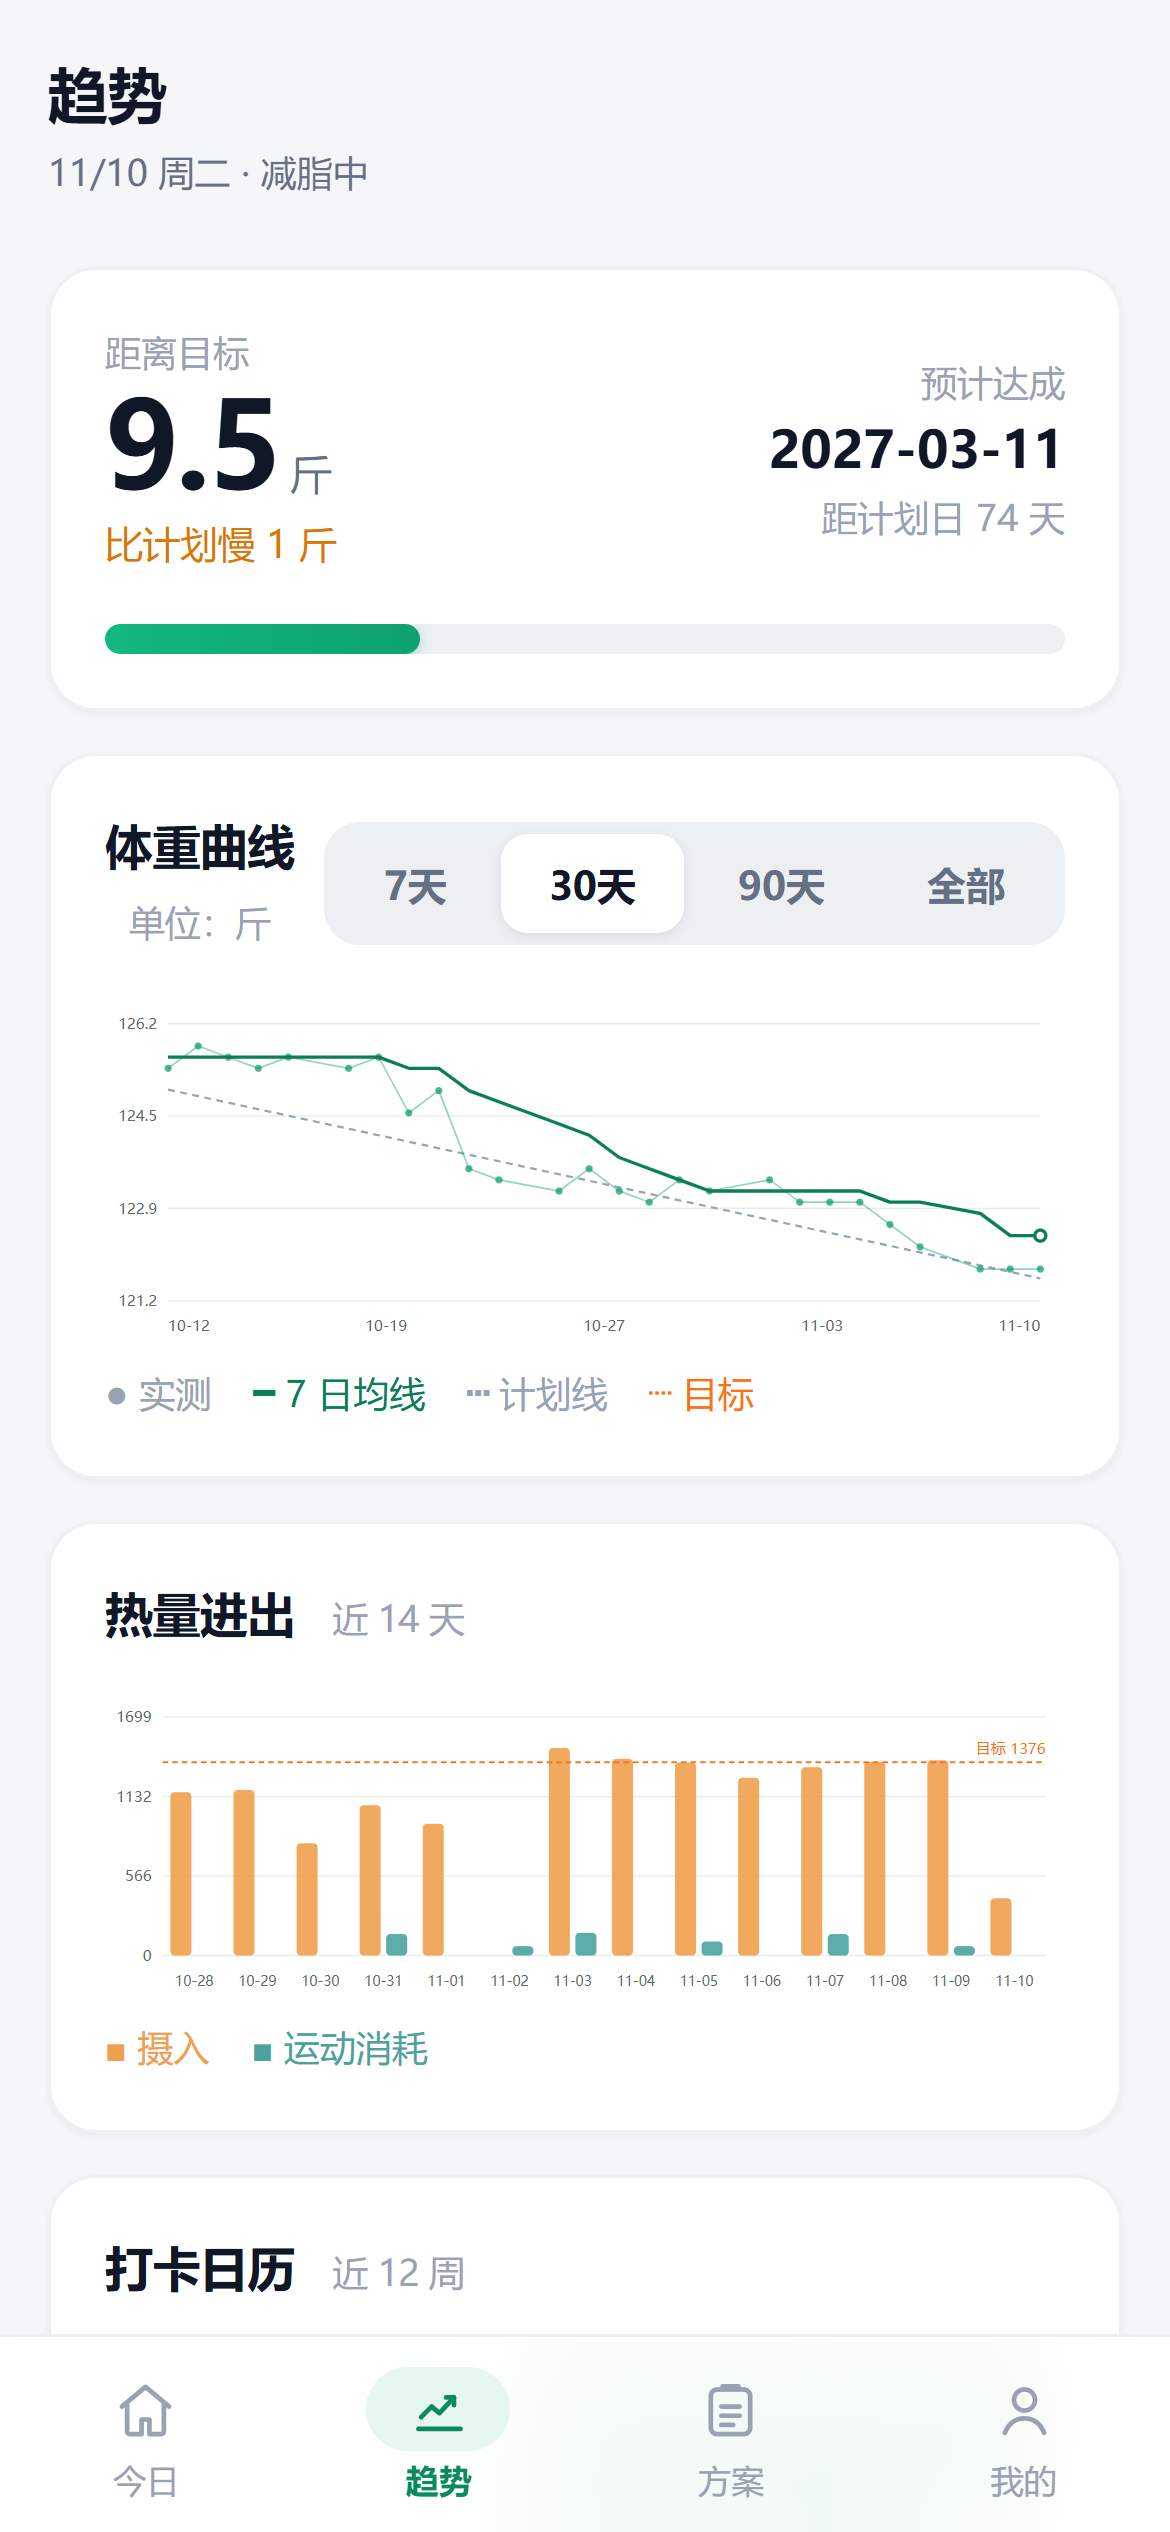 趋势
11/10 周二 · 减脂中
距离目标
9.5 斤
比计划慢 1 斤
预计达成
2027-03-11
距计划日 74 天
体重曲线
单位：斤
7天 30天 90天 全部
126.2
124.5
122.9
121.2
10-12 10-19 10-27 11-03 11-10
实测 7 日均线 计划线 目标
热量进出 近 14 天
1699
目标 1376
1132
566
0
10-28 10-29 10-30 10-31 11-01 11-02 11-03 11-04 11-05 11-06 11-07 11-08 11-09 11-10
摄入 运动消耗
打卡日历 近 12 周
今日 趋势 方案 我的